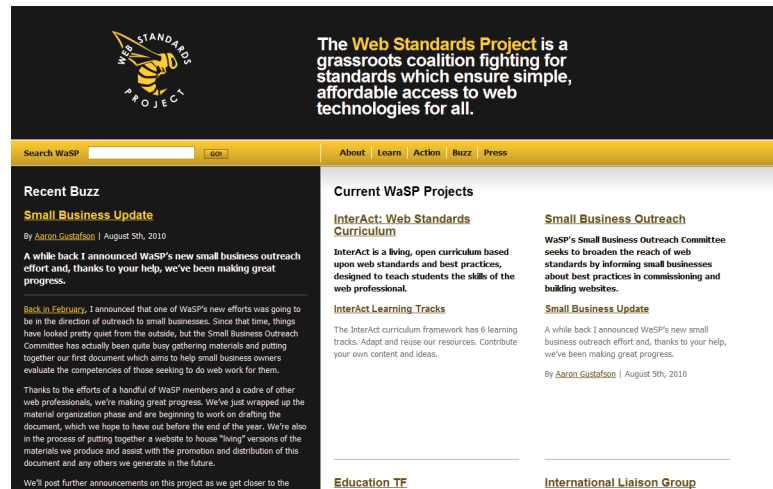 WEB STANDARDS
PROJECT
The Web Standards Project is a
grassroots coalition fighting for
standards which ensure simple,
affordable access to web
technologies for all.
Search WaSP
GO!
About Learn Action Buzz Press
Recent Buzz
Small Business Update
By Aaron Gustafson | August 5th, 2010
A while back I announced WaSP's new small business outreach
effort and, thanks to your help, we've been making great
progress.
Back in February, I announced that one of WaSP's new efforts was going to
be in the direction of outreach to small businesses. Since that time, things
have looked pretty quiet from the outside, but the Small Business Outreach
Committee has actually been quite busy gathering materials and putting
together our first document which aims to help small business owners
evaluate the competencies of those seeking to do web work for them.
Thanks to the efforts of a handful of WaSP members and a cadre of other
web professionals, we're making great progress. We've just wrapped up the
material organization phase and are beginning to work on drafting the
document, which we hope to have out before the end of the year. We're also
in the process of putting together a website to house "living" versions of the
materials we produce and assist with the promotion and distribution of this
document and any others we generate in the future.
We'll post further announcements on this project as we get closer to the
Current WaSP Projects
InterAct: Web Standards
Curriculum
InterAct is a living, open curriculum based
upon web standards and best practices,
designed to teach students the skills of the
web professional.
InterAct Learning Tracks
The InterAct curriculum framework has 6 learning
tracks. Adapt and reuse our resources. Contribute
your own content and ideas.
Small Business Outreach
WaSP's Small Business Outreach Committee
seeks to broaden the reach of web
standards by informing small businesses
about best practices in commissioning and
building websites.
Small Business Update
A while back I announced WaSP's new small
business outreach effort and, thanks to your help,
we've been making great progress.
By Aaron Gustafson | August 5th, 2010
Education TF
International Liaison Group